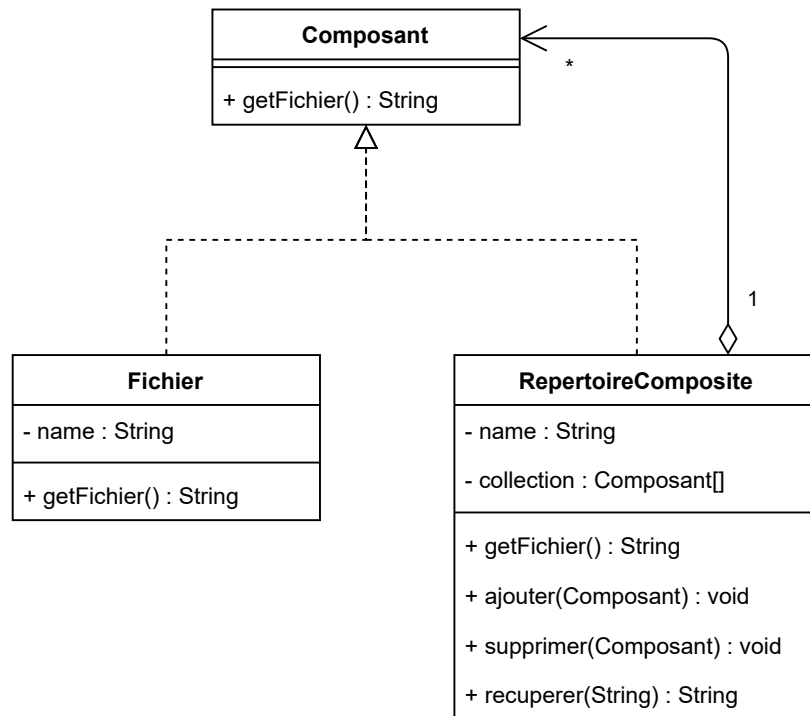 Composant
+ getFichier() : String
*
1
Fichier
- name : String
+ getFichier() : String
RepertoireComposite
- name : String
- collection : Composant[]
+ getFichier() : String
+ ajouter(Composant) : void
+ supprimer(Composant) : void
+ recuperer(String) : String